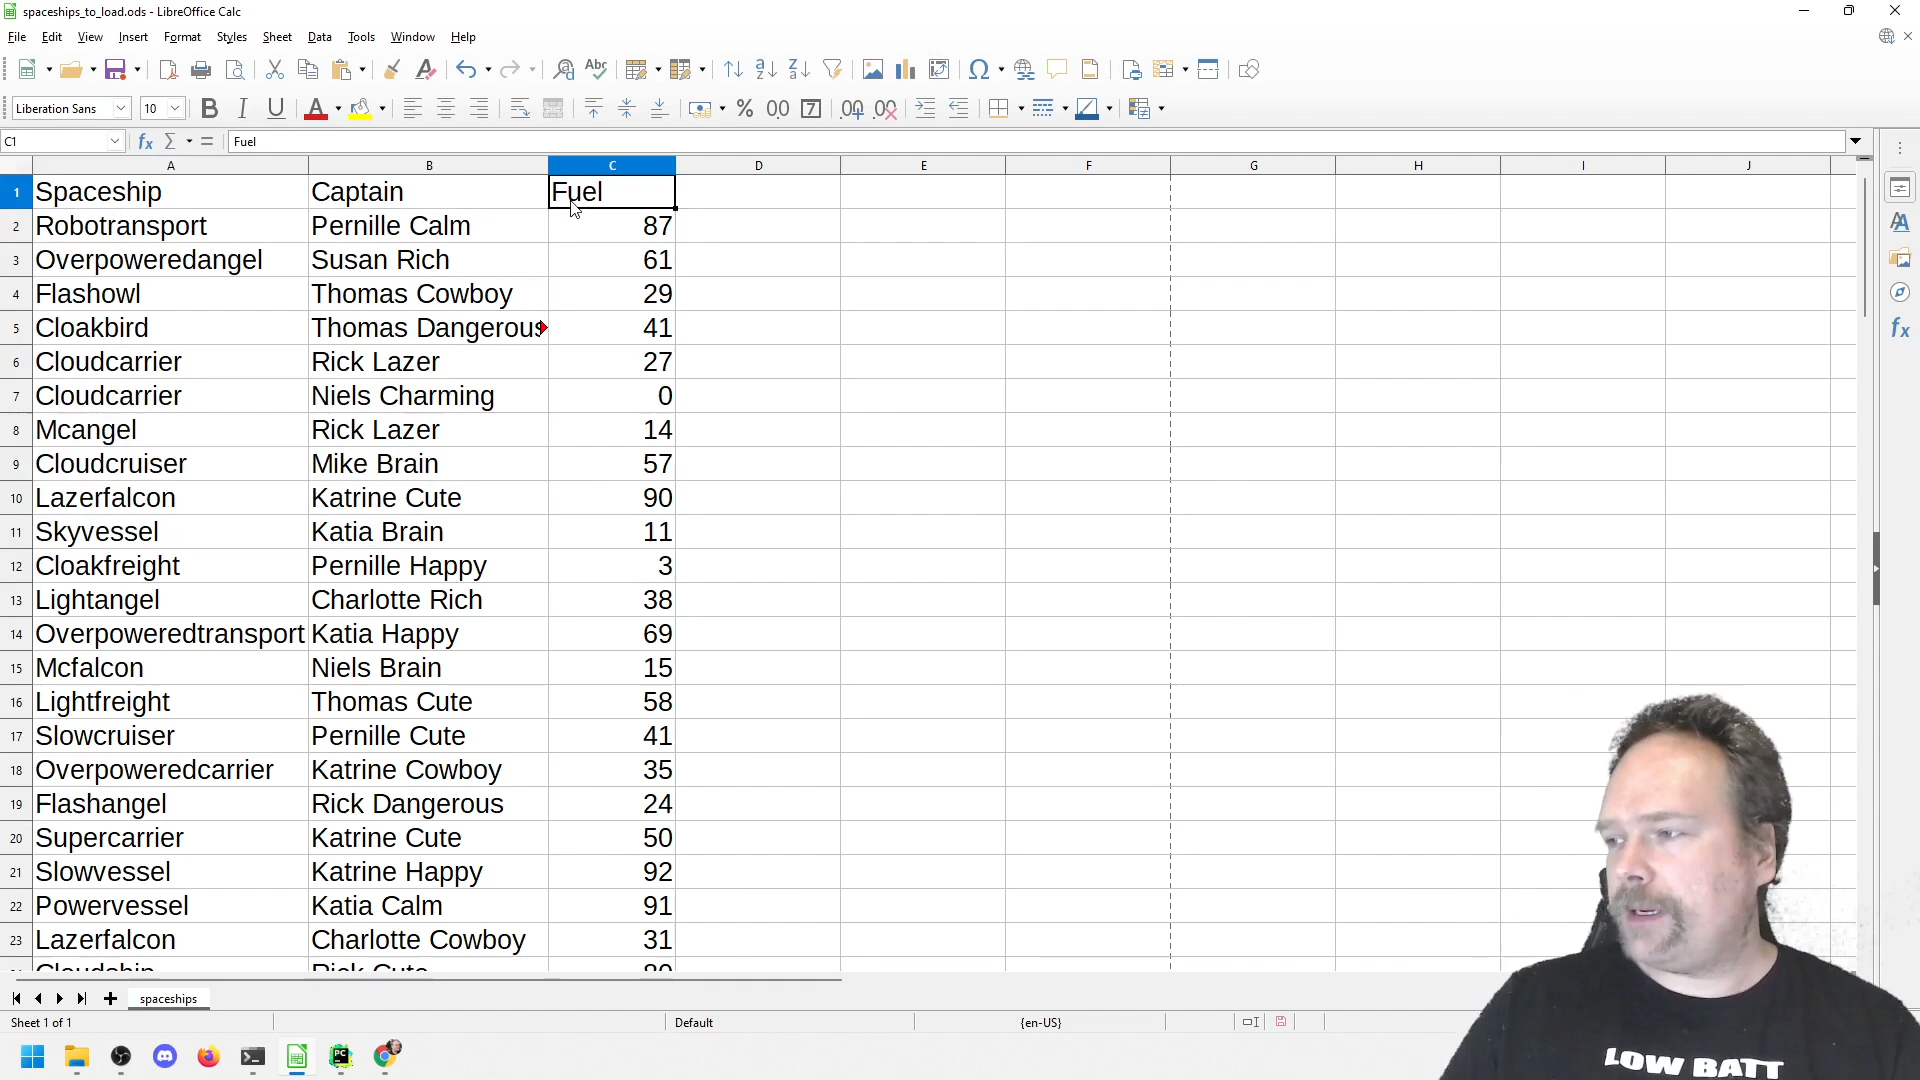 spaceships_to_load.ods - LibreOffice Calc
File Edit View Insert Format Styles Sheet Data Tools Window Help
Liberation Sans 10
C1 Fuel
A B C D E F G H I J
1 Spaceship Captain Fuel
2 Robotransport Pernille Calm 87
3 Overpoweredangel Susan Rich 61
4 Flashowl Thomas Cowboy 29
5 Cloakbird Thomas Dangerous 41
6 Cloudcarrier Rick Lazer 27
7 Cloudcarrier Niels Charming 0
8 Mcangel Rick Lazer 14
9 Cloudcruiser Mike Brain 57
10 Lazerfalcon Katrine Cute 90
11 Skyvessel Katia Brain 11
12 Cloakfreight Pernille Happy 3
13 Lightangel Charlotte Rich 38
14 Overpoweredtransport Katia Happy 69
15 Mcfalcon Niels Brain 15
16 Lightfreight Thomas Cute 58
17 Slowcruiser Pernille Cute 41
18 Overpoweredcarrier Katrine Cowboy 35
19 Flashangel Rick Dangerous 24
20 Supercarrier Katrine Cute 50
21 Slowvessel Katrine Happy 92
22 Powervessel Katia Calm 91
23 Lazerfalcon Charlotte Cowboy 31
spaceships
Sheet 1 of 1 Default {en-US}
LOW BATT